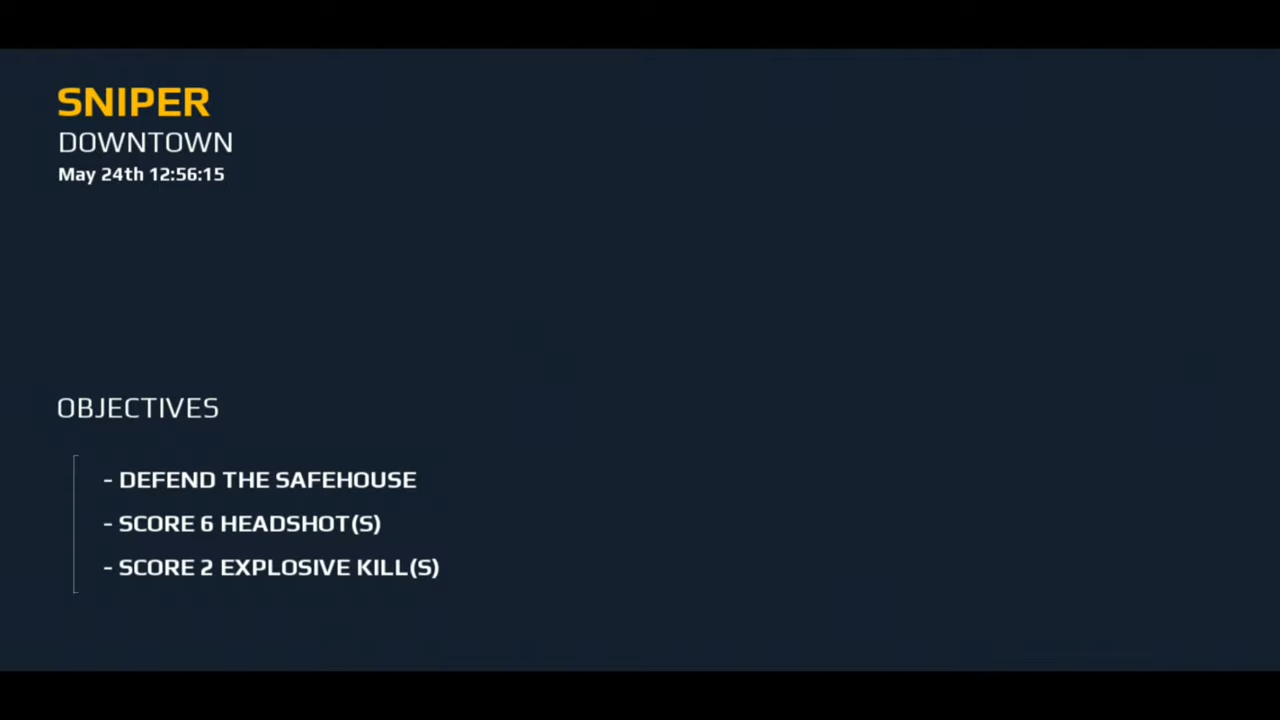 SNIPER
DOWNTOWN
May 24th 12:56:15
OBJECTIVES
- DEFEND THE SAFEHOUSE
- SCORE 6 HEADSHOT(S)
- SCORE 2 EXPLOSIVE KILL(S)